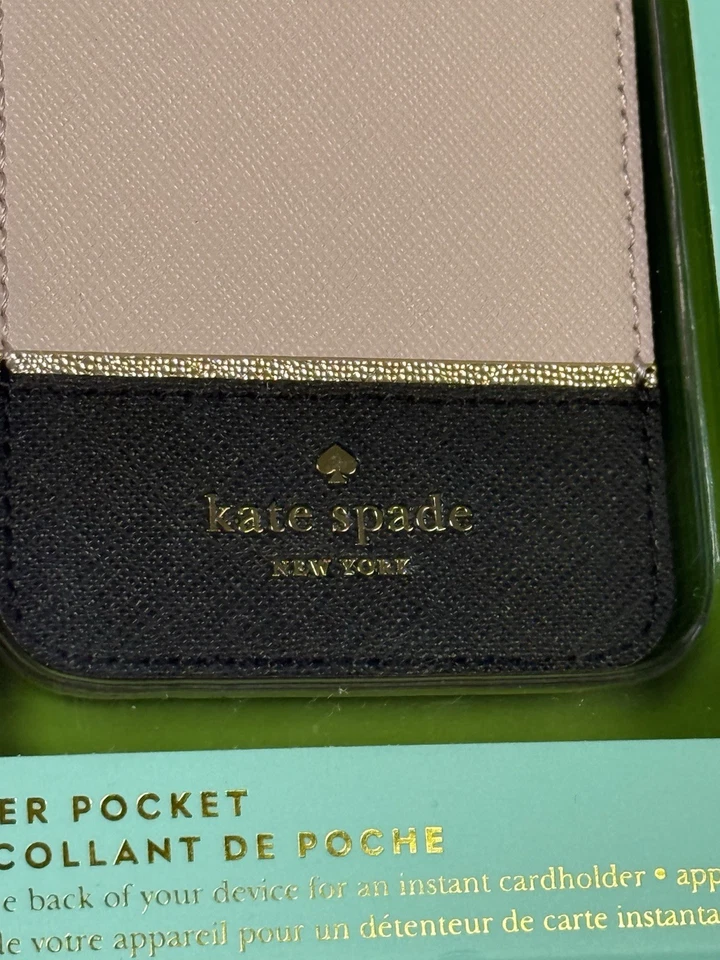 kate spade
NEW YORK
ER POCKET
COLLANT DE POCHE
e back of your device for an instant cardholder • app
le votre appareil pour un détenteur de carte instanta